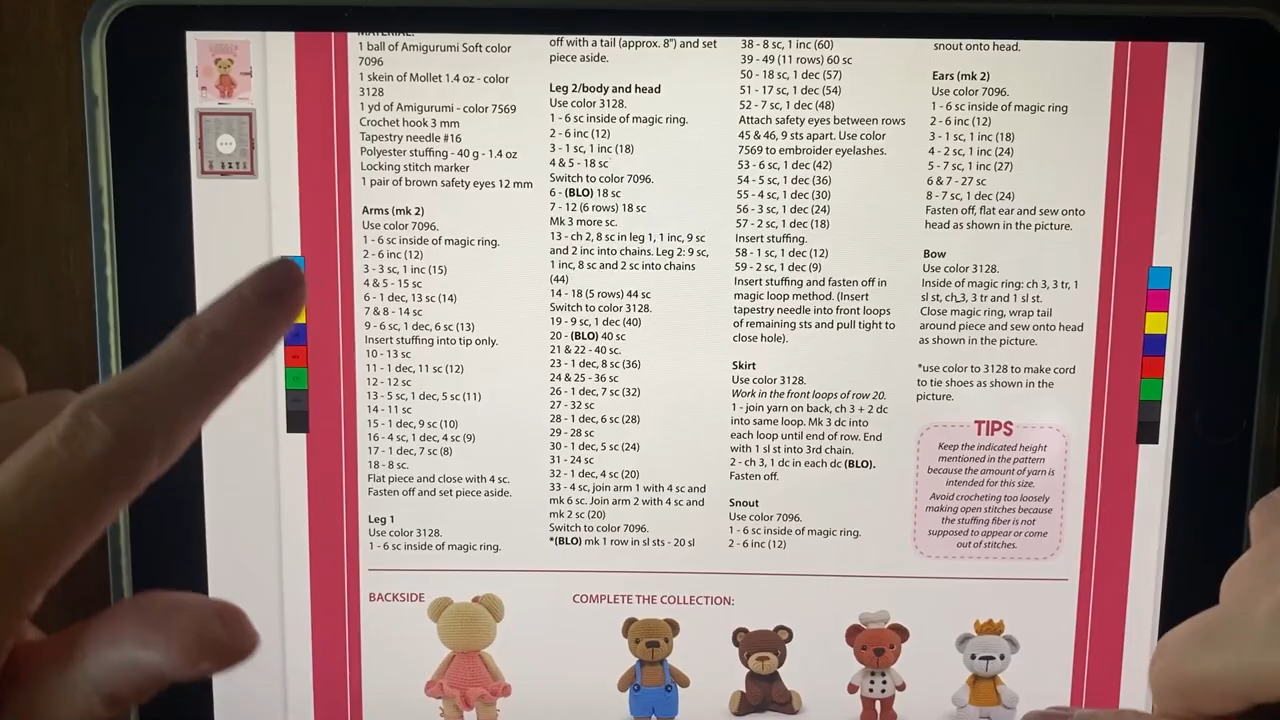 MATERIAL:
1 ball of Amigurumi Soft color
7096
1 skein of Mollet 1.4 oz - color
3128
1 yd of Amigurumi - color 7569
Crochet hook 3 mm
Tapestry needle #16
Polyester stuffing - 40 g - 1.4 oz
Locking stitch marker
1 pair of brown safety eyes 12 mm
Arms (mk 2)
Use color 7096.
1 - 6 sc inside of magic ring.
2 - 6 inc (12)
3 - 3 sc, 1 inc (15)
4 & 5 - 15 sc
6 - 1 dec, 13 sc (14)
7 & 8 - 14 sc
9 - 6 sc, 1 dec, 6 sc (13)
Insert stuffing into tip only.
10 - 13 sc
11 - 1 dec, 11 sc (12)
12 - 12 sc
13 - 5 sc, 1 dec, 5 sc (11)
14 - 11 sc
15 - 1 dec, 9 sc (10)
16 - 4 sc, 1 dec, 4 sc (9)
17 - 1 dec, 7 sc (8)
18 - 8 sc.
Flat piece and close with 4 sc.
Fasten off and set piece aside.
Leg 1
Use color 3128.
1 - 6 sc inside of magic ring.
off with a tail (approx. 8") and set
piece aside.
Leg 2/body and head
Use color 3128.
1 - 6 sc inside of magic ring.
2 - 6 inc (12)
3 - 1 sc, 1 inc (18)
4 & 5 - 18 sc
Switch to color 7096.
6 - (BLO) 18 sc
7 - 12 (6 rows) 18 sc
Mk 3 more sc.
13 - ch 2, 8 sc in leg 1, 1 inc, 9 sc
and 2 inc into chains. Leg 2: 9 sc,
1 inc, 8 sc and 2 sc into chains
(44)
14 - 18 (5 rows) 44 sc
Switch to color 3128.
19 - 9 sc, 1 dec (40)
20 - (BLO) 40 sc
21 & 22 - 40 sc.
23 - 1 dec, 8 sc (36)
24 & 25 - 36 sc
26 - 1 dec, 7 sc (32)
27 - 32 sc
28 - 1 dec, 6 sc (28)
29 - 28 sc
30 - 1 dec, 5 sc (24)
31 - 24 sc
32 - 1 dec, 4 sc (20)
33 - 4 sc, join arm 1 with 4 sc and
mk 6 sc. Join arm 2 with 4 sc and
mk 2 sc (20)
Switch to color 7096.
*(BLO) mk 1 row in sl sts - 20 sl
38 - 8 sc, 1 inc (60)
39 - 49 (11 rows) 60 sc
50 - 18 sc, 1 dec (57)
51 - 17 sc, 1 dec (54)
52 - 7 sc, 1 dec (48)
Attach safety eyes between rows
45 & 46, 9 sts apart. Use color
7569 to embroider eyelashes.
53 - 6 sc, 1 dec (42)
54 - 5 sc, 1 dec (36)
55 - 4 sc, 1 dec (30)
56 - 3 sc, 1 dec (24)
57 - 2 sc, 1 dec (18)
Insert stuffing.
58 - 1 sc, 1 dec (12)
59 - 2 sc, 1 dec (9)
Insert stuffing and fasten off in
magic loop method. (Insert
tapestry needle into front loops
of remaining sts and pull tight to
close hole).
Skirt
Use color 3128.
Work in the front loops of row 20.
1 - join yarn on back, ch 3 + 2 dc
into same loop. Mk 3 dc into
each loop until end of row. End
with 1 sl st into 3rd chain.
2 - ch 3, 1 dc in each dc (BLO).
Fasten off.
Snout
Use color 7096.
1 - 6 sc inside of magic ring.
2 - 6 inc (12)
snout onto head.
Ears (mk 2)
Use color 7096.
1 - 6 sc inside of magic ring
2 - 6 inc (12)
3 - 1 sc, 1 inc (18)
4 - 2 sc, 1 inc (24)
5 - 7 sc, 1 inc (27)
6 & 7 - 27 sc
8 - 7 sc, 1 dec (24)
Fasten off, flat ear and sew onto
head as shown in the picture.
Bow
Use color 3128.
Inside of magic ring: ch 3, 3 tr, 1
sl st, ch 3, 3 tr and 1 sl st.
Close magic ring, wrap tail
around piece and sew onto head
as shown in the picture.
*use color to 3128 to make cord
to tie shoes as shown in the
picture.
TIPS
Keep the indicated height
mentioned in the pattern
because the amount of yarn is
intended for this size.
Avoid crocheting too loosely
making open stitches because
the stuffing fiber is not
supposed to appear or come
out of stitches.
BACKSIDE
COMPLETE THE COLLECTION: